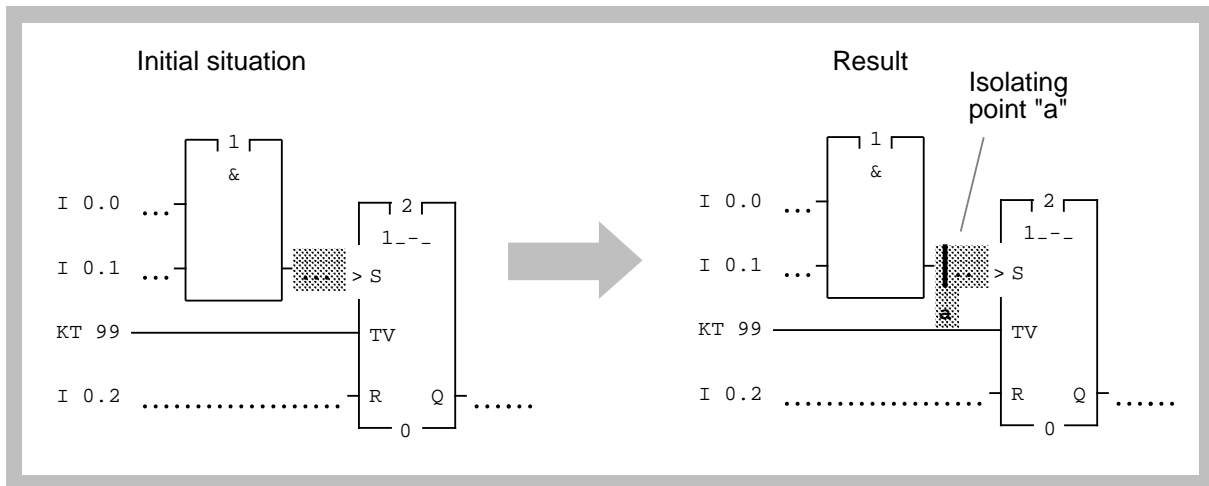 Initial situation
1
&
I 0.0 ...
2
1_-_
I 0.1 ... ... > S
KT 99 TV
I 0.2 ................... R Q ......
0
Result
Isolating
point "a"
1
&
I 0.0 ...
2
1_-_
I 0.1 ... .. > S
a
KT 99 TV
I 0.2 ................... R Q ......
0